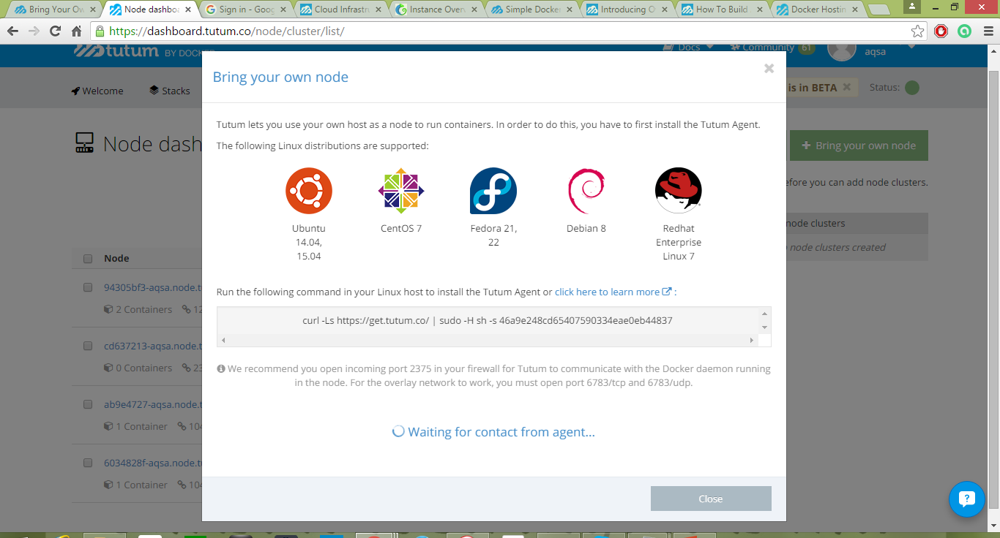 Bring Your Ow
Node dashboa
Sign in - Goog
Cloud Infrastru
Instance Over
Simple Docker
Introducing O
How To Build
Docker Hostin
https://dashboard.tutum.co/node/cluster/list/
tutum BY DOCKER
Docs
Community 61
aqsa
Welcome
Stacks
is in BETA
Status:
Node dash
Bring your own node
efore you can add node clusters.
node clusters
node clusters created
Node
94305bf3-aqsa.node.t
2 Containers 12
cd637213-aqsa.node.t
0 Containers 23
ab9e4727-aqsa.node.t
1 Container 104
6034828f-aqsa.node.t
1 Container 104
Bring your own node
Tutum lets you use your own host as a node to run containers. In order to do this, you have to first install the Tutum Agent.
The following Linux distributions are supported:
Ubuntu
14.04,
15.04
CentOS 7
Fedora 21,
22
Debian 8
Redhat
Enterprise
Linux 7
Run the following command in your Linux host to install the Tutum Agent or click here to learn more :
curl -Ls https://get.tutum.co/ | sudo -H sh -s 46a9e248cd65407590334eae0eb44837
We recommend you open incoming port 2375 in your firewall for Tutum to communicate with the Docker daemon running
in the node. For the overlay network to work, you must open port 6783/tcp and 6783/udp.
Waiting for contact from agent...
Close